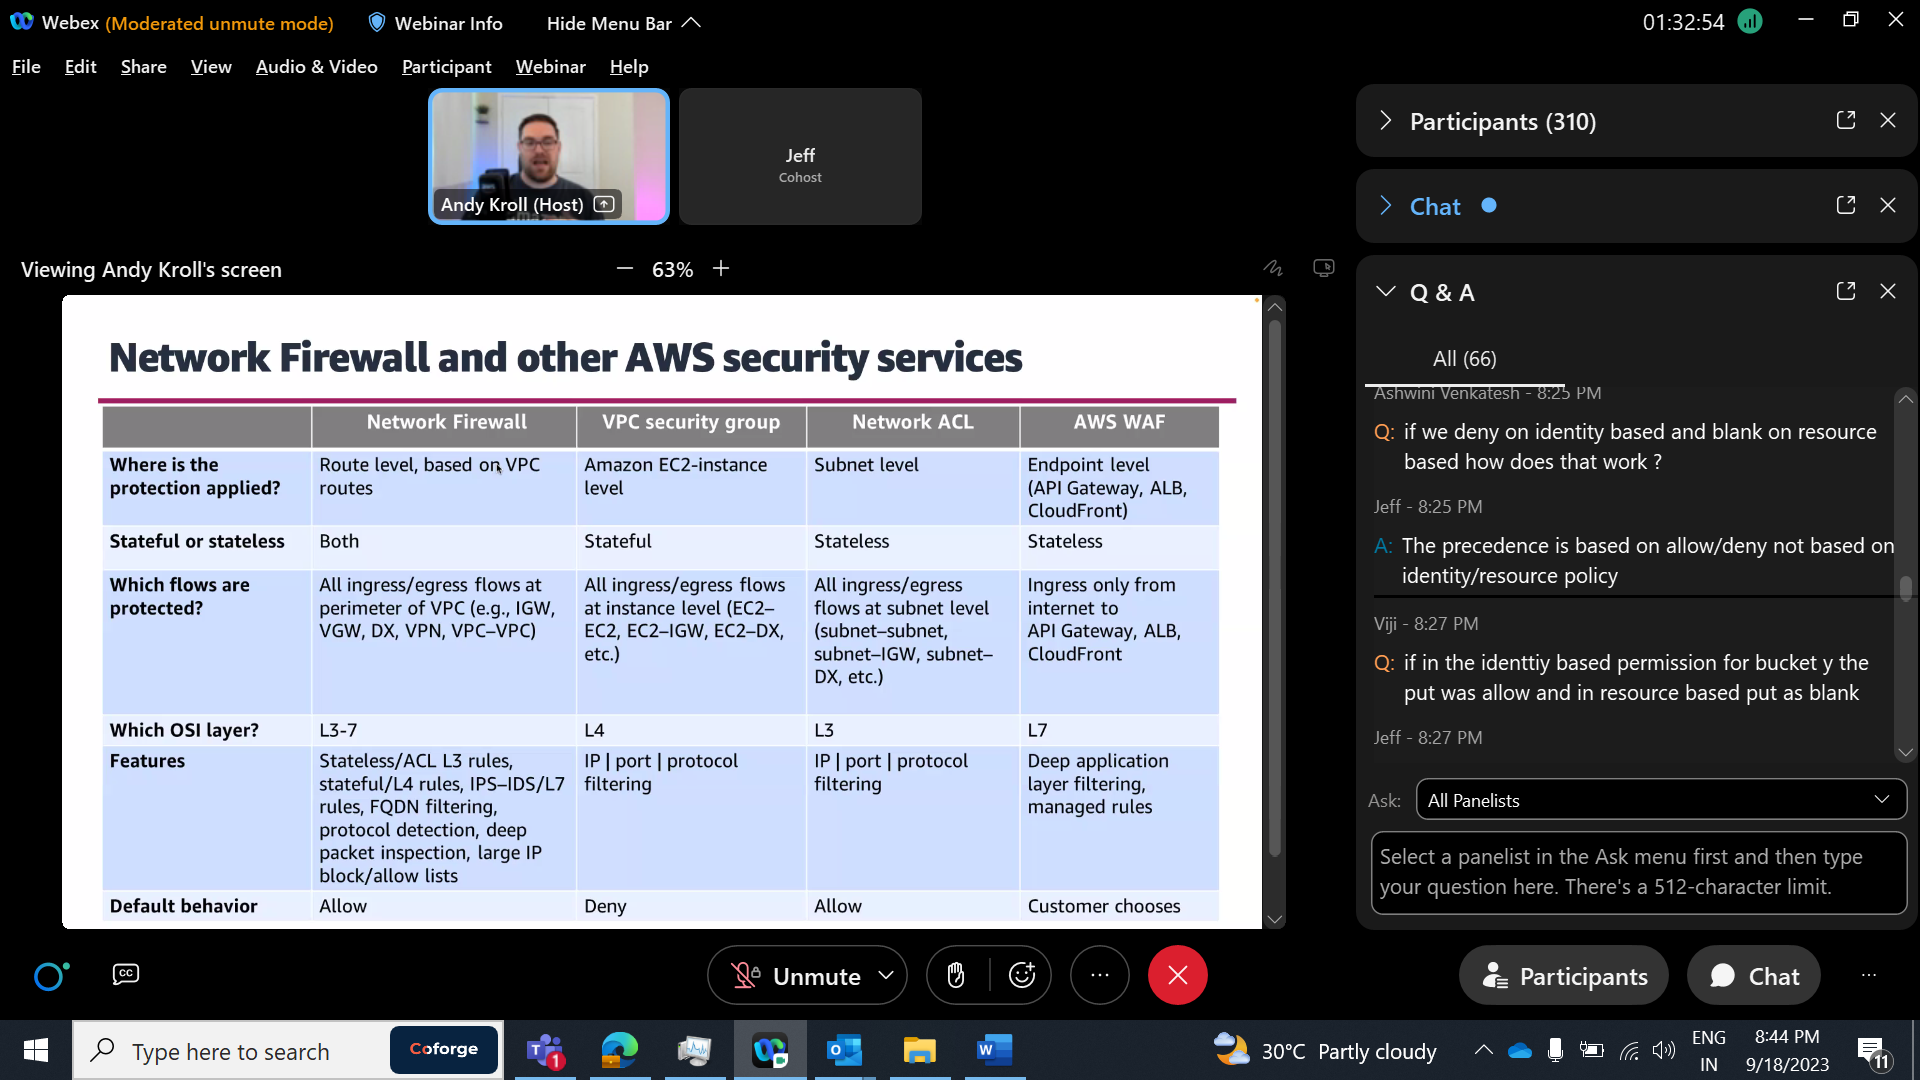 Webex (Moderated unmute mode)
Webinar Info
Hide Menu Bar
01:32:54
File Edit Share View Audio & Video Participant Webinar Help
Andy Kroll (Host)
Jeff
Cohost
Viewing Andy Kroll's screen
63%
Network Firewall and other AWS security services
Network Firewall
VPC security group
Network ACL
AWS WAF
Where is the
protection applied?
Route level, based on VPC
routes
Amazon EC2-instance
level
Subnet level
Endpoint level
(API Gateway, ALB,
CloudFront)
Stateful or stateless
Both
Stateful
Stateless
Stateless
Which flows are
protected?
All ingress/egress flows at
perimeter of VPC (e.g., IGW,
VGW, DX, VPN, VPC–VPC)
All ingress/egress flows
at instance level (EC2–
EC2, EC2–IGW, EC2–DX,
etc.)
All ingress/egress
flows at subnet level
(subnet–subnet,
subnet–IGW, subnet–
DX, etc.)
Ingress only from
internet to
API Gateway, ALB,
CloudFront
Which OSI layer?
L3-7
L4
L3
L7
Features
Stateless/ACL L3 rules,
stateful/L4 rules, IPS–IDS/L7
rules, FQDN filtering,
protocol detection, deep
packet inspection, large IP
block/allow lists
IP | port | protocol
filtering
IP | port | protocol
filtering
Deep application
layer filtering,
managed rules
Default behavior
Allow
Deny
Allow
Customer chooses
Participants (310)
Chat
Q & A
All (66)
Ashwini Venkatesh - 8:25 PM
Q: if we deny on identity based and blank on resource
based how does that work ?
Jeff - 8:25 PM
A: The precedence is based on allow/deny not based on
identity/resource policy
Viji - 8:27 PM
Q: if in the identtiy based permission for bucket y the
put was allow and in resource based put as blank
Jeff - 8:27 PM
Ask: All Panelists
Select a panelist in the Ask menu first and then type
your question here. There's a 512-character limit.
CC
Unmute
Participants
Chat
Type here to search
Coforge
1
30°C Partly cloudy
ENG
IN
8:44 PM
9/18/2023
11